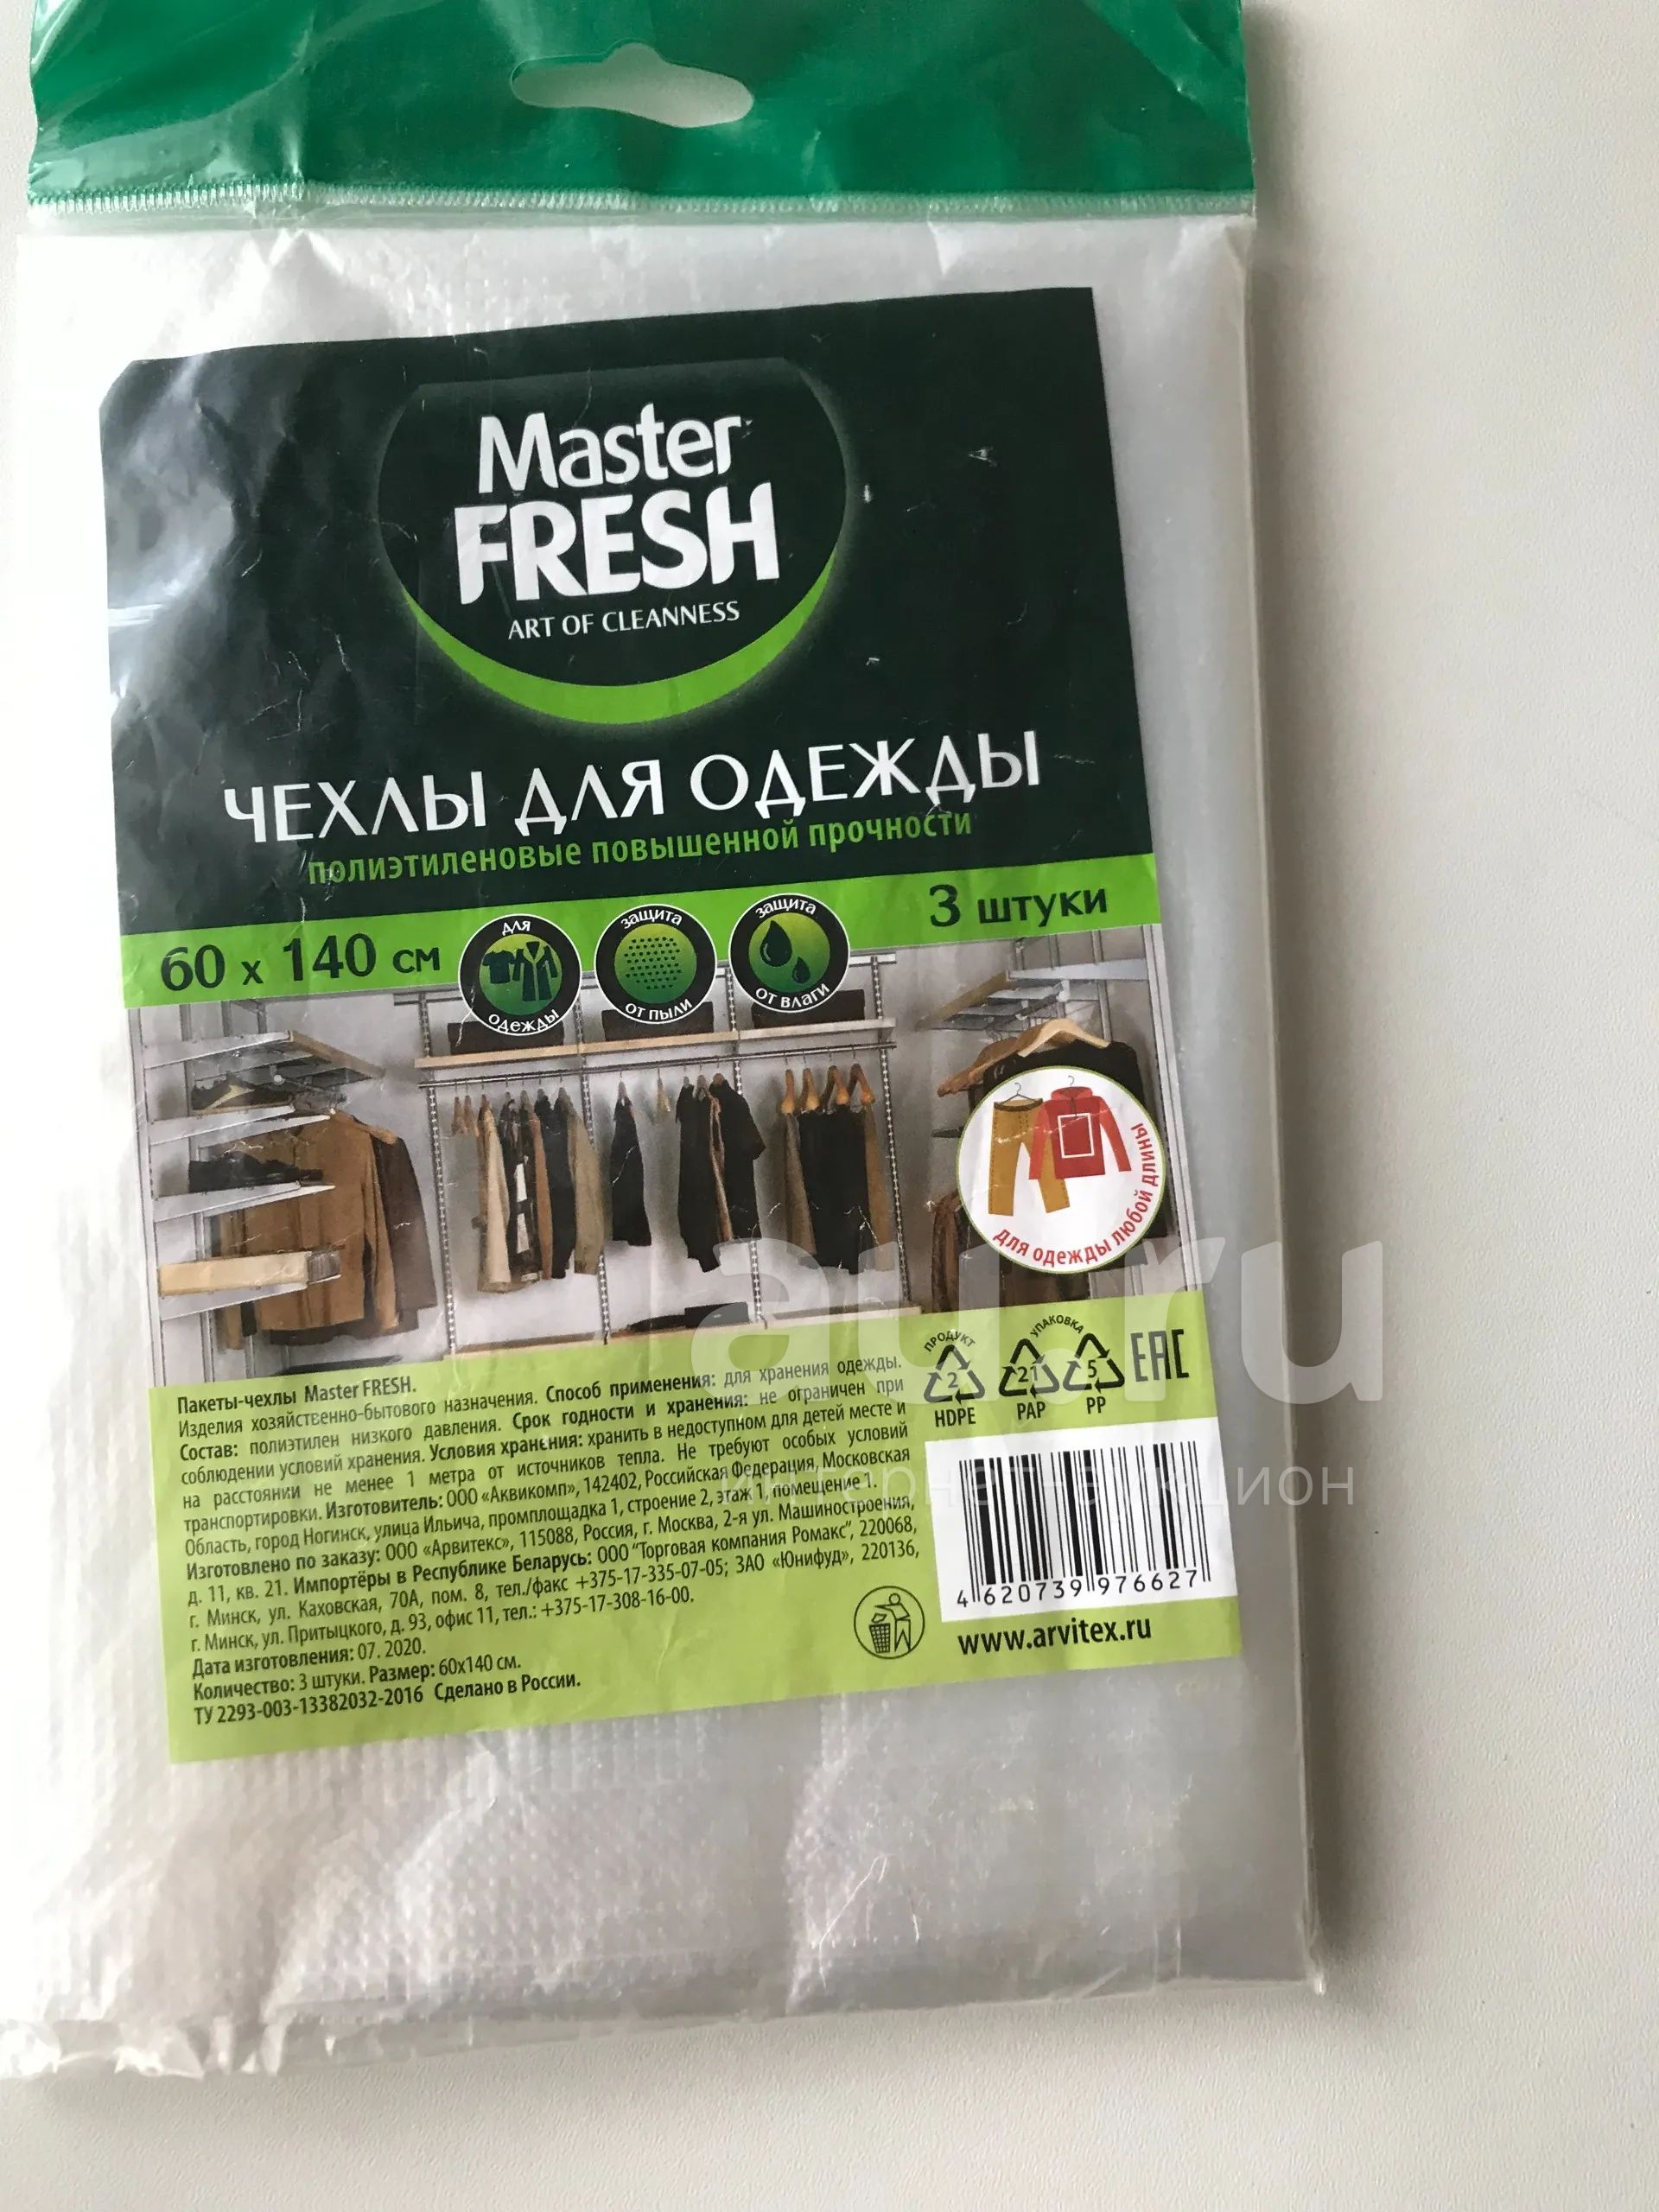 Master
FRESH
ART OF CLEANNESS
ЧЕХЛЫ ДЛЯ ОДЕЖДЫ
полиэтиленовые повышенной прочности
60 х 140 см
для одежды
защита от пыли
защита от влаги
3 штуки
для одежды любой длины
au.ru
интернет-аукцион
Пакеты-чехлы Master FRESH.
Изделия хозяйственно-бытового назначения. Способ применения: для хранения одежды.
Состав: полиэтилен низкого давления. Срок годности и хранения: не ограничен при
соблюдении условий хранения. Условия хранения: хранить в недоступном для детей месте и
на расстоянии не менее 1 метра от источников тепла. Не требуют особых условий
транспортировки. Изготовитель: ООО «Аквикомп», 142402, Российская Федерация, Московская
Область, город Ногинск, улица Ильича, промплощадка 1, строение 2, этаж 1, помещение 1.
Изготовлено по заказу: ООО «Арвитекс», 115088, Россия, г. Москва, 2-я ул. Машиностроения,
д. 11, кв. 21. Импортёры в Республике Беларусь: ООО "Торговая компания Ромакс", 220068,
г. Минск, ул. Каховская, 70А, пом. 8, тел./факс +375-17-335-07-05; ЗАО «Юнифуд», 220136,
г. Минск, ул. Притыцкого, д. 93, офис 11, тел.: +375-17-308-16-00.
Дата изготовления: 07. 2020.
Количество: 3 штуки. Размер: 60х140 см.
ТУ 2293-003-13382032-2016 Сделано в России.
ПРОДУКТ
УПАКОВКА
2
21
5
EAC
HDPE
PAP
PP
4 620739 976627
www.arvitex.ru